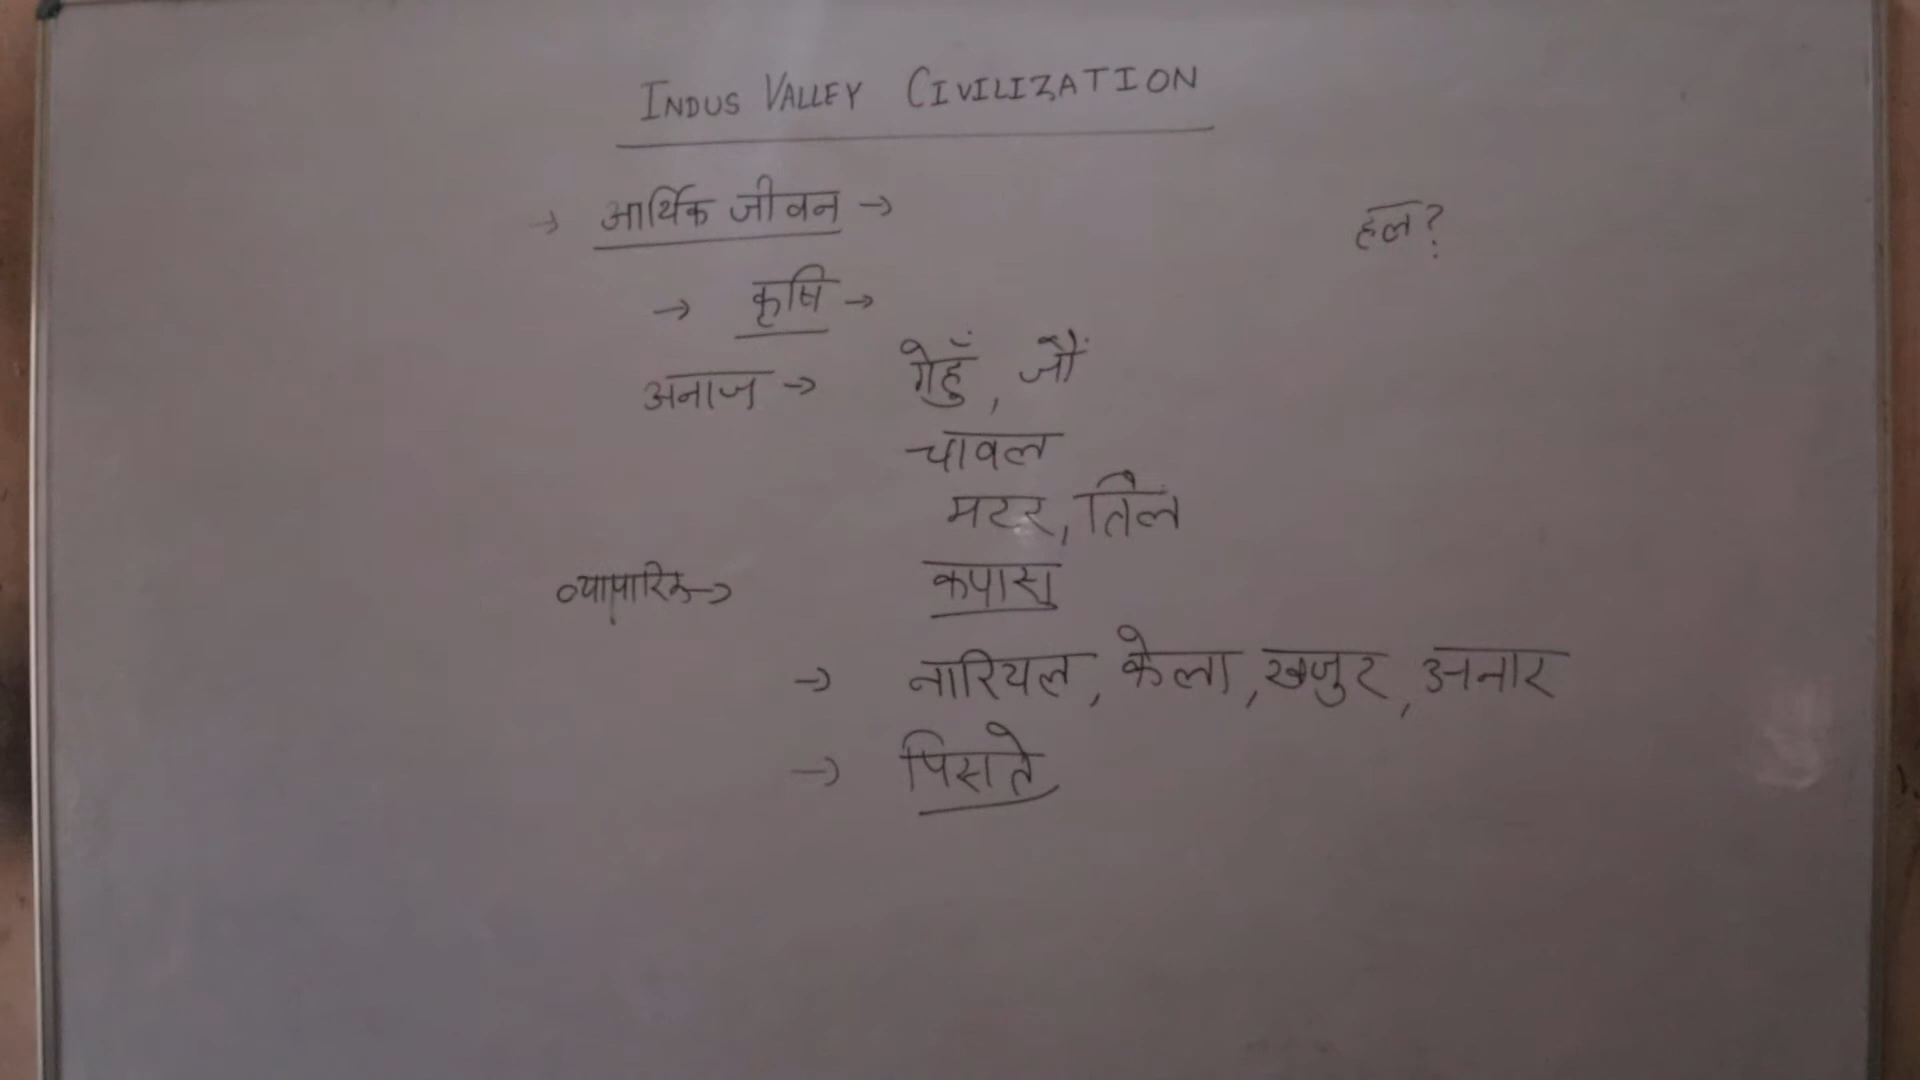 INDUS VALLEY CIVILIZATION
→ आर्थिक जीवन →
हल?
→ कृषि →
अनाज → गेहुँ, जौं
चावल
मटर, तिल
व्यापारिक → कपास
→ नारियल, केला, खजुर, अनार
→ पिसते